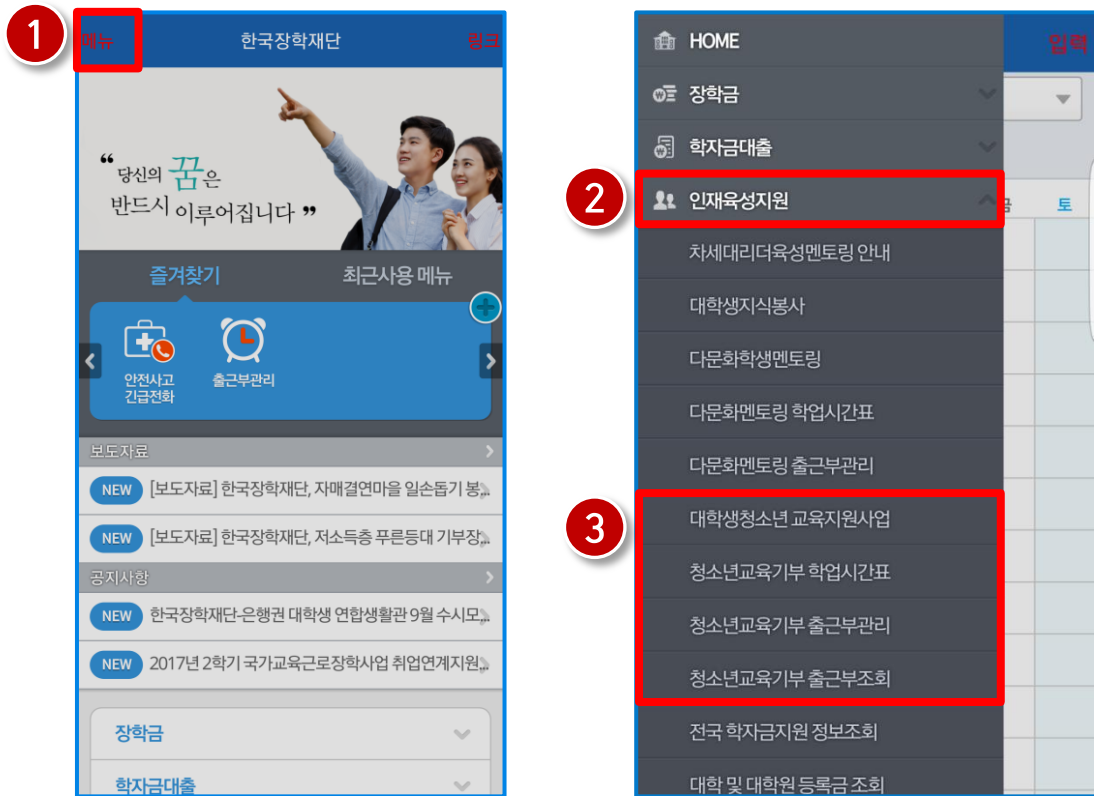 1
메뉴
한국장학재단
링크
“ 당신의 꿈은
반드시 이루어집니다 ”
즐겨찾기
최근사용 메뉴
안전사고
긴급전화
출근부관리
보도자료
NEW [보도자료] 한국장학재단, 자매결연마을 일손돕기 봉...
NEW [보도자료] 한국장학재단, 저소득층 푸른등대 기부장...
공지사항
NEW 한국장학재단-은행권 대학생 연합생활관 9월 수시모...
NEW 2017년 2학기 국가교육근로장학사업 취업연계지원...
장학금
학자금대출
HOME
입력
장학금
학자금대출
2
인재육성지원
토
차세대리더육성멘토링 안내
대학생지식봉사
다문화학생멘토링
다문화멘토링 학업시간표
다문화멘토링 출근부관리
3
대학생청소년 교육지원사업
청소년교육기부 학업시간표
청소년교육기부 출근부관리
청소년교육기부 출근부조회
전국 학자금지원 정보조회
대학 및 대학원 등록금 조회